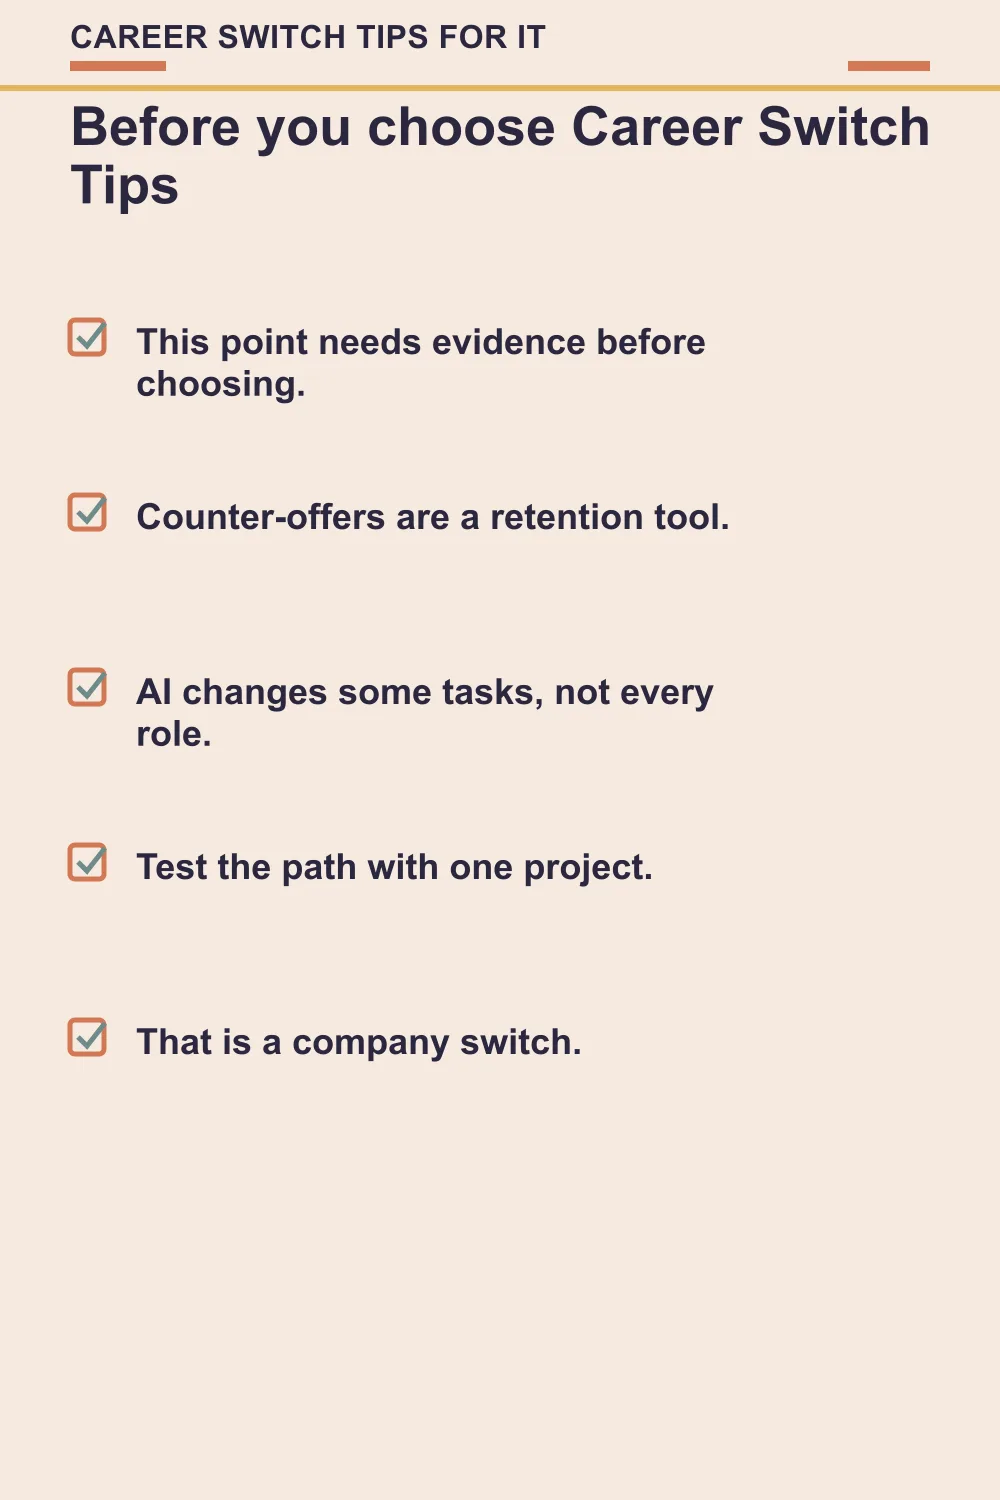 CAREER SWITCH TIPS FOR IT
Before you choose Career Switch
Tips
This point needs evidence before
choosing.
Counter-offers are a retention tool.
AI changes some tasks, not every
role.
Test the path with one project.
That is a company switch.